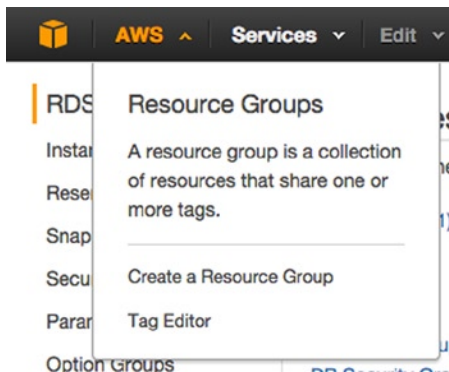 AWS Services Edit
RDS
Resource Groups
A resource group is a collection
of resources that share one or
more tags.
Create a Resource Group
Tag Editor
Option Groups